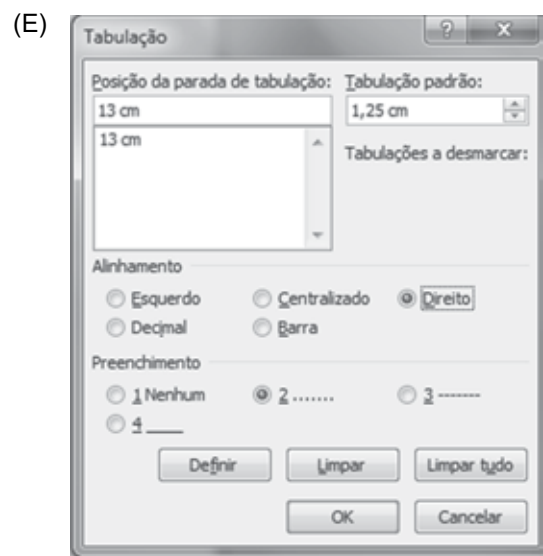 (E)
Tabulação
Posição da parada de tabulação: Tabulação padrão:
13 cm 1,25 cm
13 cm
Tabulações a desmarcar:
Alinhamento
Esquerdo Centralizado Direito
Decimal Barra
Preenchimento
1 Nenhum 2 ....... 3 -------
4 ____
Definir Limpar Limpar tudo
OK Cancelar